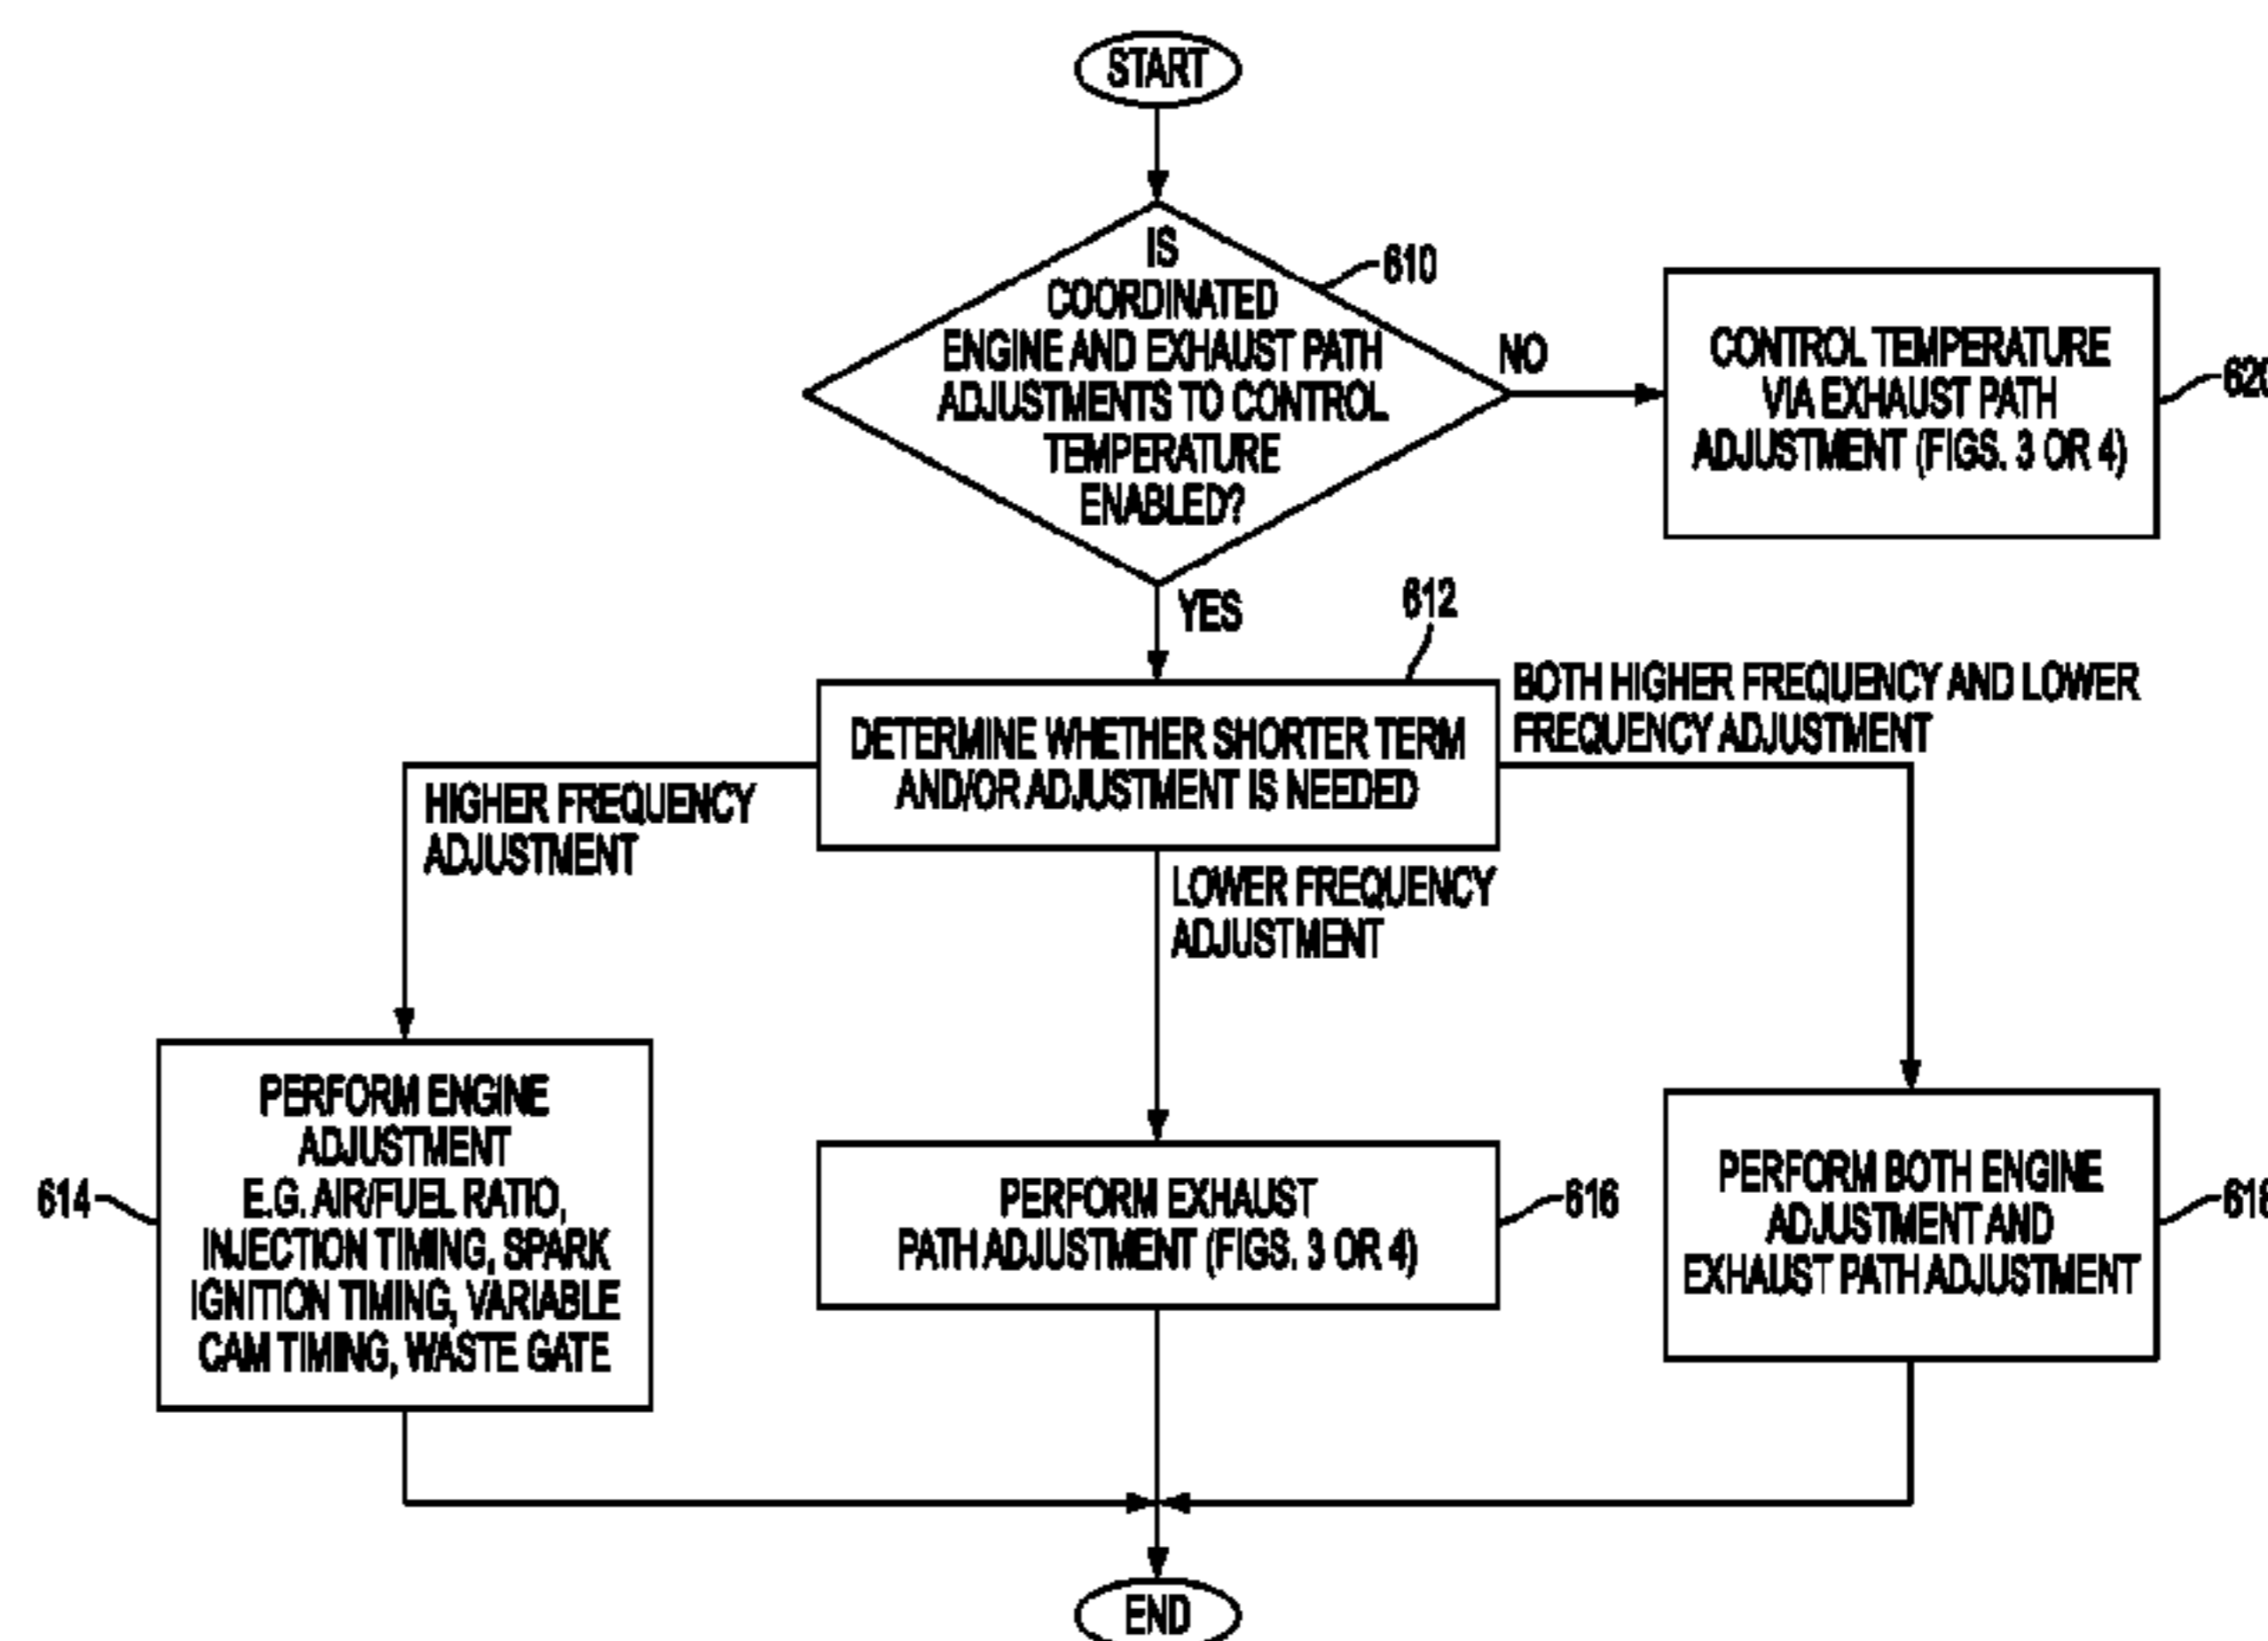 START
IS
COORDINATED
ENGINE AND EXHAUST PATH
ADJUSTMENTS TO CONTROL
TEMPERATURE
ENABLED?
610
NO
CONTROL TEMPERATURE
VIA EXHAUST PATH
ADJUSTMENT (FIGS. 3 OR 4)
620
YES
612
DETERMINE WHETHER SHORTER TERM
AND/OR ADJUSTMENT IS NEEDED
BOTH HIGHER FREQUENCY AND LOWER
FREQUENCY ADJUSTMENT
HIGHER FREQUENCY
ADJUSTMENT
LOWER FREQUENCY
ADJUSTMENT
614
PERFORM ENGINE
ADJUSTMENT
E.G. AIR/FUEL RATIO,
INJECTION TIMING, SPARK
IGNITION TIMING, VARIABLE
CAM TIMING, WASTE GATE
PERFORM EXHAUST
PATH ADJUSTMENT (FIGS. 3 OR 4)
616
PERFORM BOTH ENGINE
ADJUSTMENT AND
EXHAUST PATH ADJUSTMENT
618
END